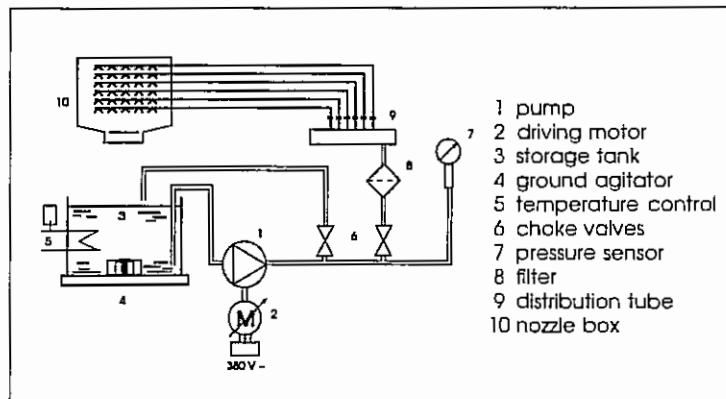 10
9
7
8
3
5
1
6
4
M
2
380 V~
1 pump
2 driving motor
3 storage tank
4 ground agitator
5 temperature control
6 choke valves
7 pressure sensor
8 filter
9 distribution tube
10 nozzle box